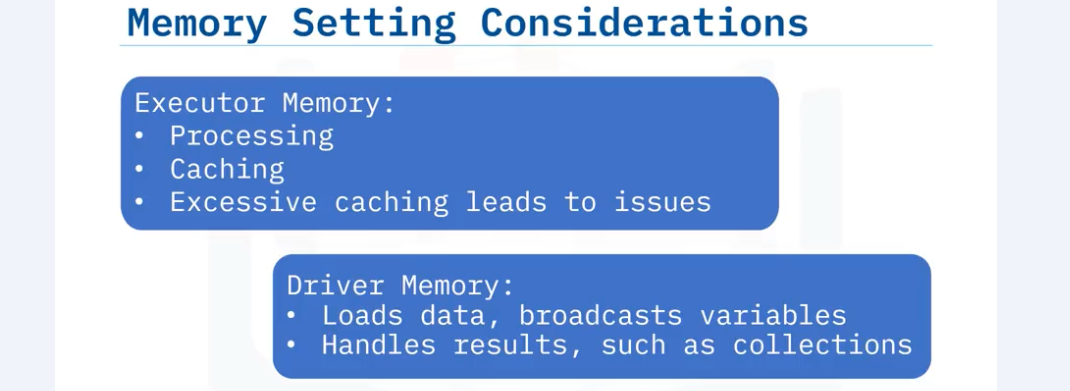 Memory Setting Considerations
Executor Memory:
• Processing
• Caching
• Excessive caching leads to issues
Driver Memory:
• Loads data, broadcasts variables
• Handles results, such as collections